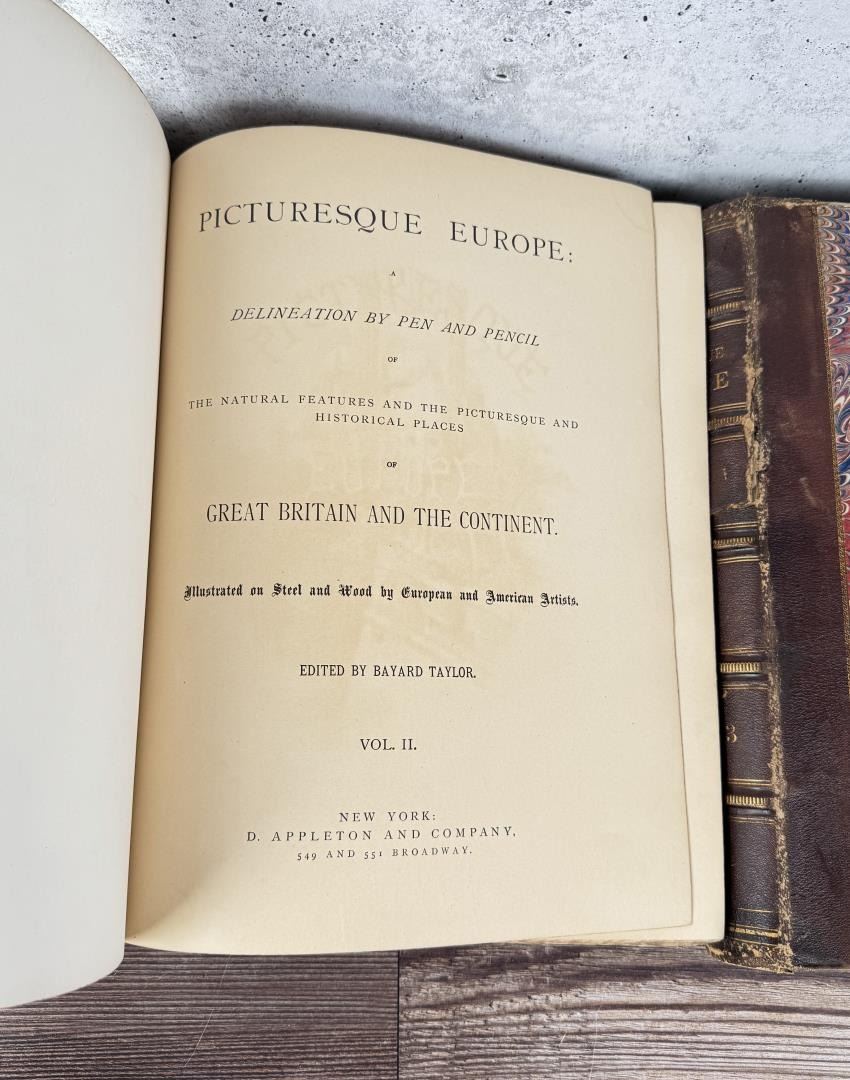 PICTURESQUE EUROPE:
A
DELINEATION BY PEN AND PENCIL
OF
THE NATURAL FEATURES AND THE PICTURESQUE AND
HISTORICAL PLACES
OF
GREAT BRITAIN AND THE CONTINENT.
Illustrated on Steel and Wood by European and American Artists.
EDITED BY BAYARD TAYLOR.
VOL. II.
NEW YORK:
D. APPLETON AND COMPANY,
549 AND 551 BROADWAY.
E
E
3